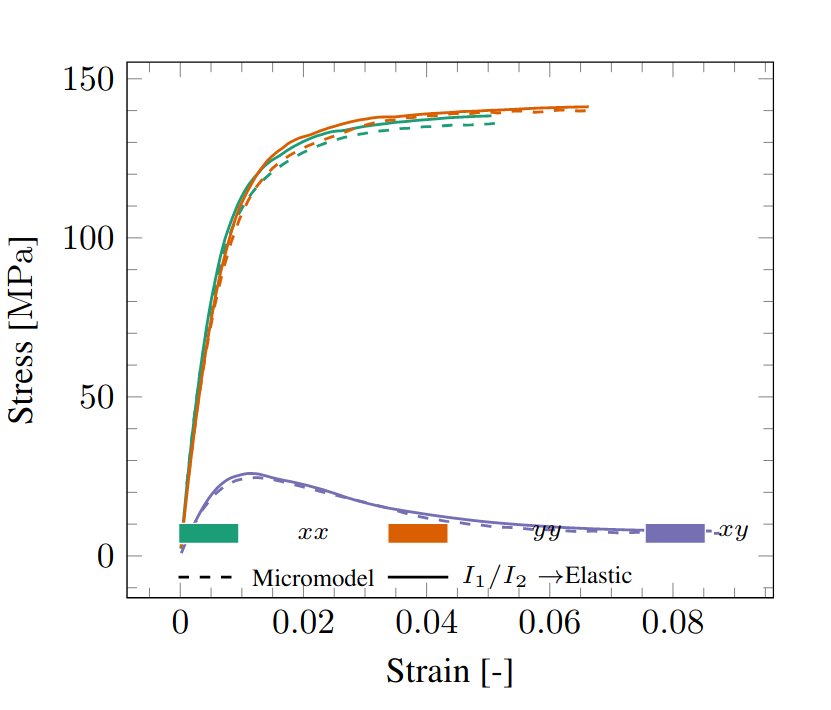 150
100
50
0
Stress [MPa]
xx yy xy
Micromodel I₁/I₂ →Elastic
0 0.02 0.04 0.06 0.08
Strain [-]